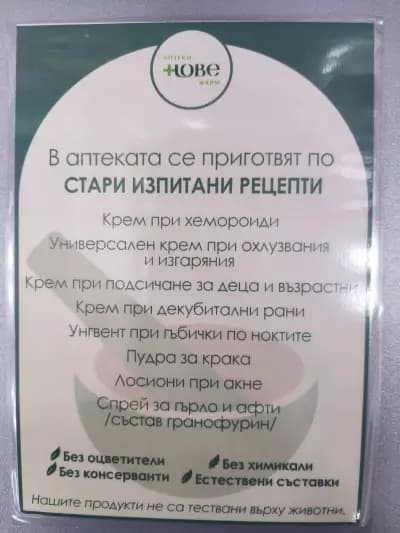 АПТЕКИ
НОВЕ
ФАРМ
В аптеката се приготвят по
СТАРИ ИЗПИТАНИ РЕЦЕПТИ
Крем при хемороиди
Универсален крем при охлузвания
и изгаряния
Крем при подсичане за деца и възрастни
Крем при декубитални рани
Унгвент при гъбички по ноктите
Пудра за крака
Лосиони при акне
Спрей за гърло и афти
/състав гранофурин/
Без оцветители
Без химикали
Без консерванти
Естествени съставки
Нашите продукти не са тествани върху животни.